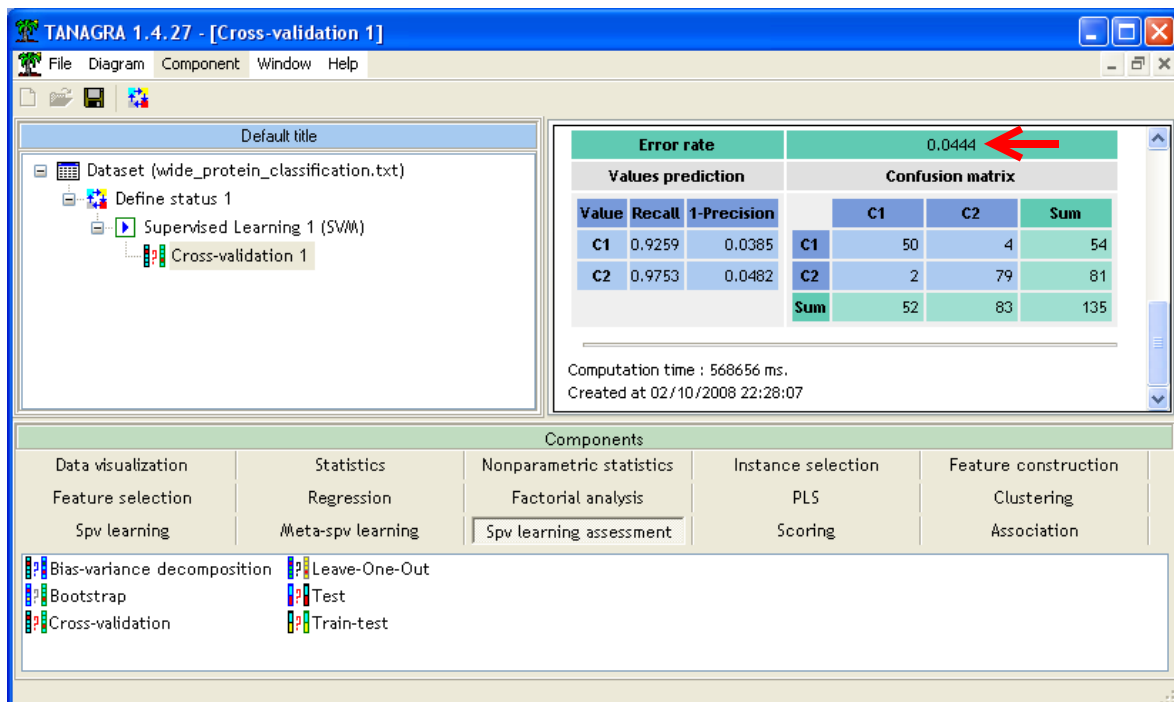 TANAGRA 1.4.27 - [Cross-validation 1]
File Diagram Component Window Help
Default title
Dataset (wide_protein_classification.txt)
Define status 1
Supervised Learning 1 (SVM)
Cross-validation 1
Error rate 0.0444
Values prediction Confusion matrix
Value Recall 1-Precision C1 C2 Sum
C1 0.9259 0.0385 C1 50 4 54
C2 0.9753 0.0482 C2 2 79 81
Sum 52 83 135
Computation time : 568656 ms.
Created at 02/10/2008 22:28:07
Components
Data visualization Statistics Nonparametric statistics Instance selection Feature construction
Feature selection Regression Factorial analysis PLS Clustering
Spv learning Meta-spv learning Spv learning assessment Scoring Association
Bias-variance decomposition Leave-One-Out
Bootstrap Test
Cross-validation Train-test